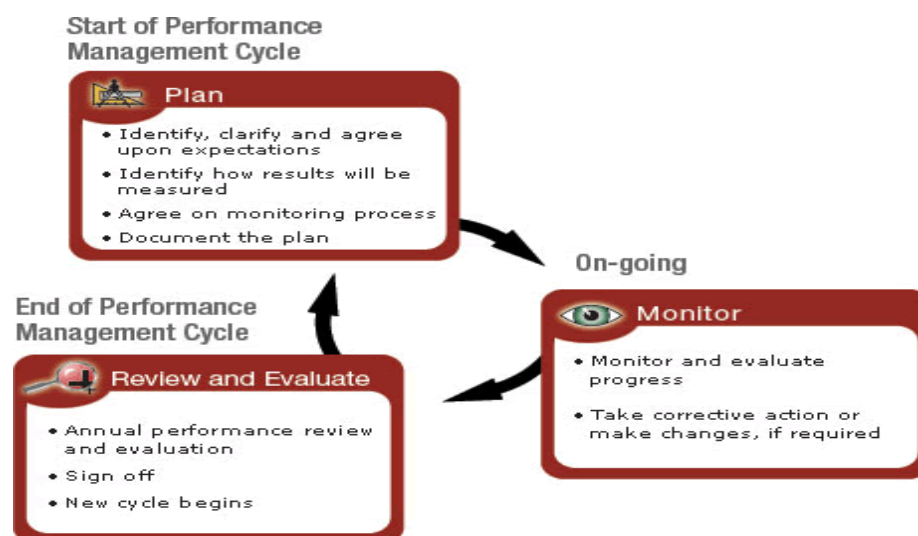 Start of Performance
Management Cycle
Plan
• Identify, clarify and agree
upon expectations
• Identify how results will be
measured
• Agree on monitoring process
• Document the plan
On-going
Monitor
• Monitor and evaluate
progress
• Take corrective action or
make changes, if required
End of Performance
Management Cycle
Review and Evaluate
• Annual performance review
and evaluation
• Sign off
• New cycle begins